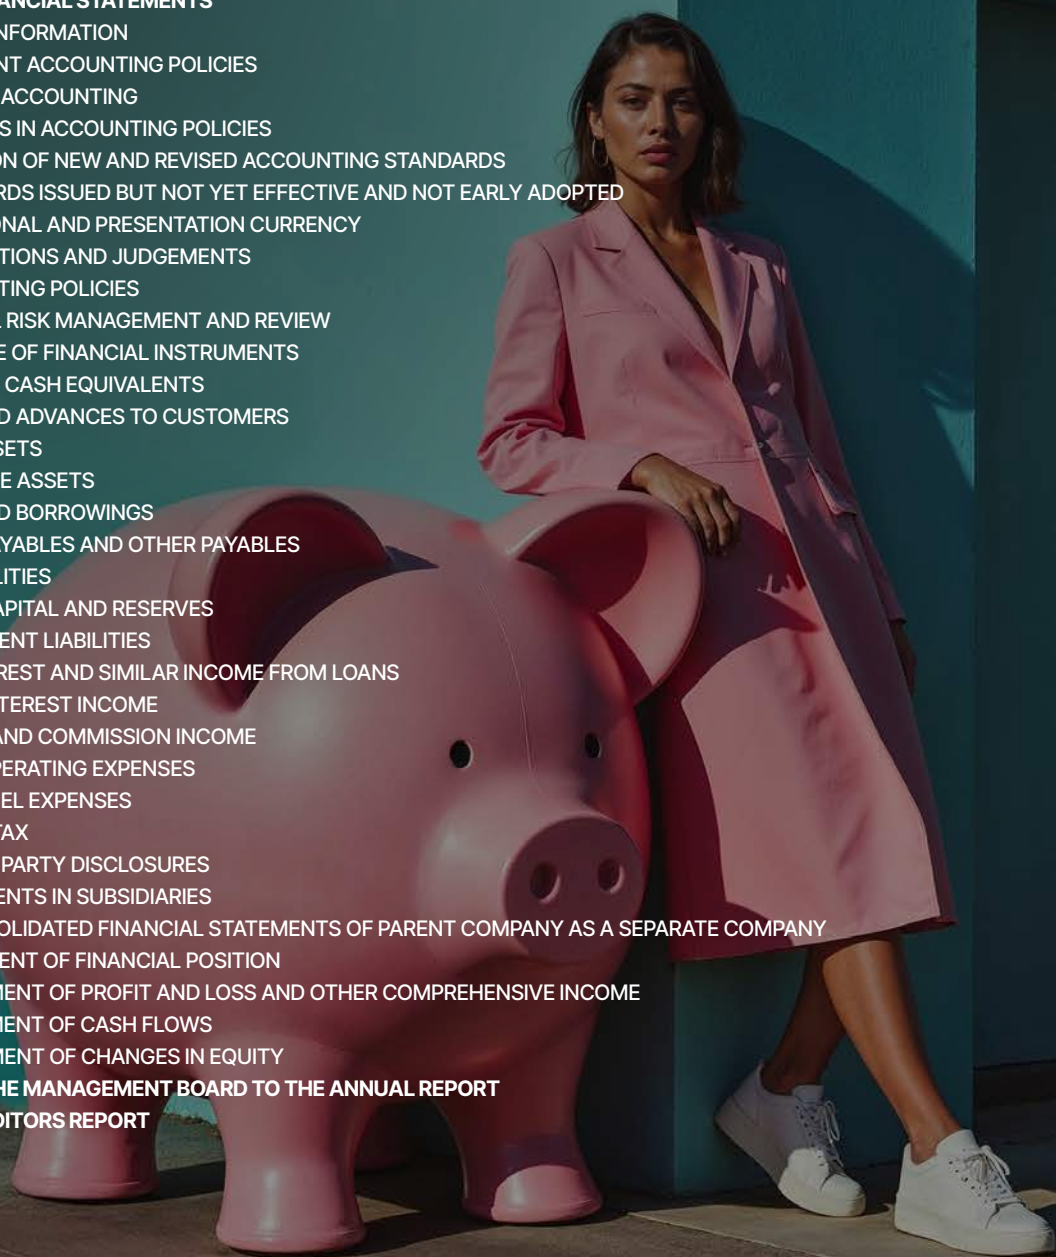 ANCIAL STATEMENTS
NFORMATION
NT ACCOUNTING POLICIES
ACCOUNTING
S IN ACCOUNTING POLICIES
ON OF NEW AND REVISED ACCOUNTING STANDARDS
RDS ISSUED BUT NOT YET EFFECTIVE AND NOT EARLY ADOPTED
ONAL AND PRESENTATION CURRENCY
TIONS AND JUDGEMENTS
TING POLICIES
L RISK MANAGEMENT AND REVIEW
E OF FINANCIAL INSTRUMENTS
CASH EQUIVALENTS
D ADVANCES TO CUSTOMERS
SETS
E ASSETS
D BORROWINGS
AYABLES AND OTHER PAYABLES
LITIES
APITAL AND RESERVES
ENT LIABILITIES
REST AND SIMILAR INCOME FROM LOANS
TEREST INCOME
AND COMMISSION INCOME
PERATING EXPENSES
EL EXPENSES
TAX
PARTY DISCLOSURES
ENTS IN SUBSIDIARIES
OLIDATED FINANCIAL STATEMENTS OF PARENT COMPANY AS A SEPARATE COMPANY
ENT OF FINANCIAL POSITION
MENT OF PROFIT AND LOSS AND OTHER COMPREHENSIVE INCOME
MENT OF CASH FLOWS
MENT OF CHANGES IN EQUITY
HE MANAGEMENT BOARD TO THE ANNUAL REPORT
DITORS REPORT